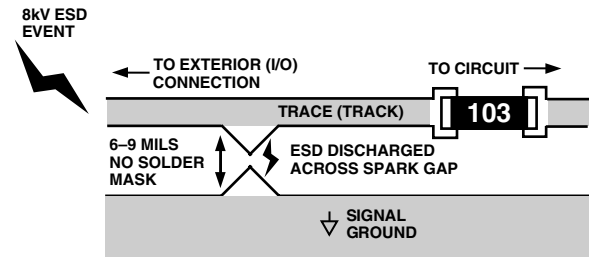 8kV ESD
EVENT
TO EXTERIOR (I/O)
CONNECTION
TO CIRCUIT
TRACE (TRACK)
103
6–9 MILS
NO SOLDER
MASK
ESD DISCHARGED
ACROSS SPARK GAP
SIGNAL
GROUND